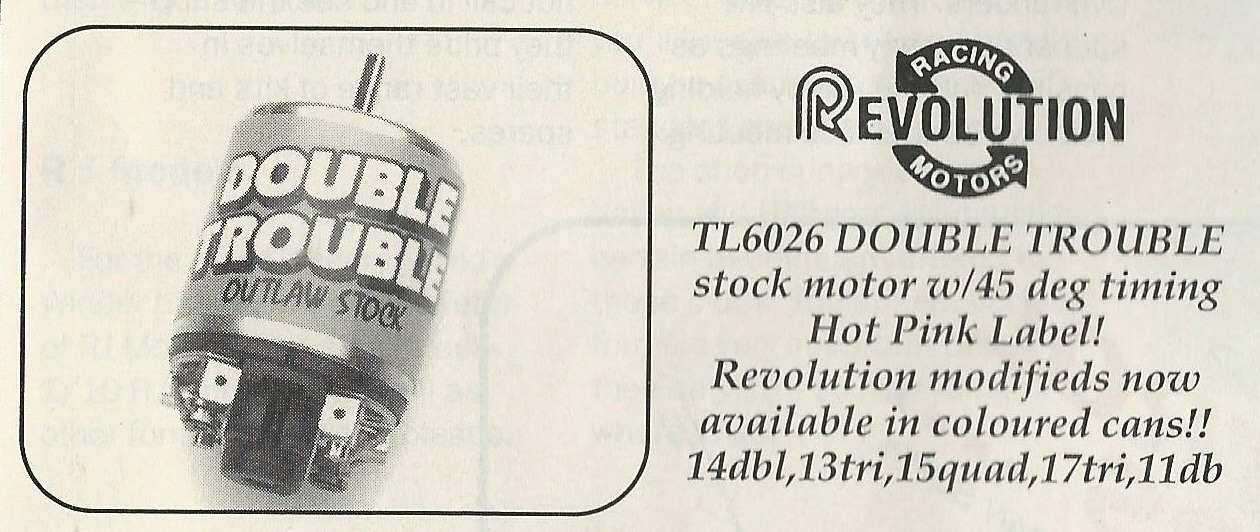 DOUBLE
TROUBLE
OUTLAW STOCK
RACING
REVOLUTION
MOTORS
TL6026 DOUBLE TROUBLE
stock motor w/45 deg timing
Hot Pink Label!
Revolution modifieds now
available in coloured cans!!
14dbl,13tri,15quad,17tri,11db